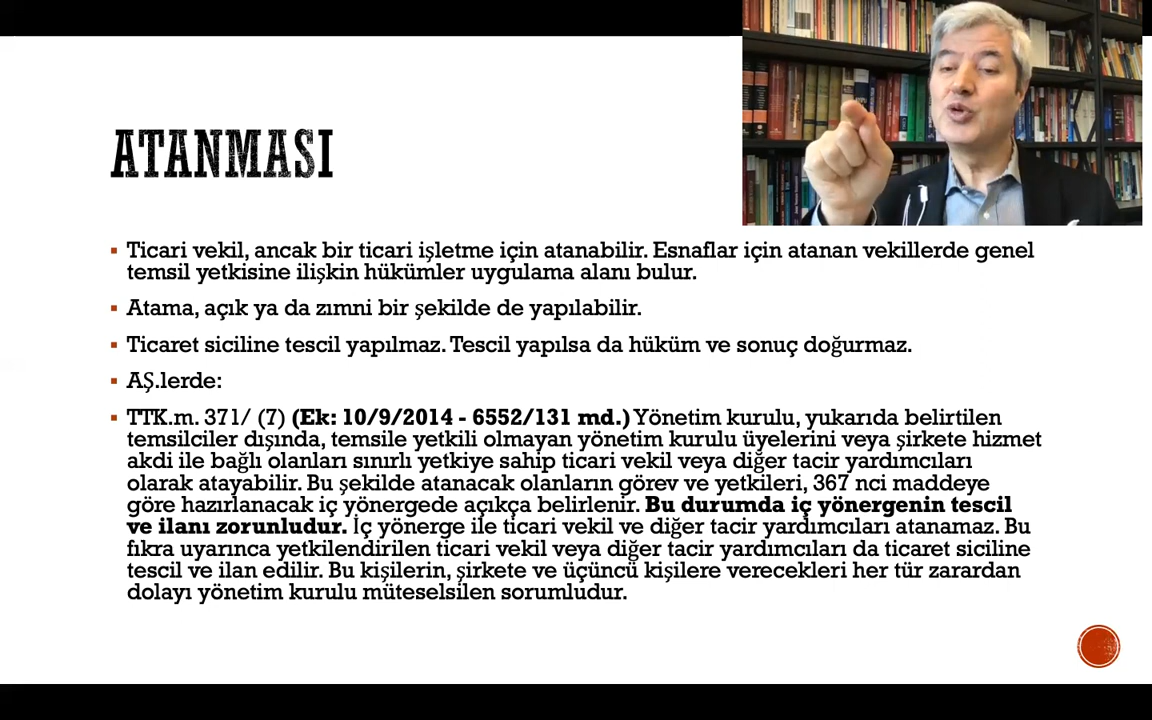 ATANMASI
▪ Ticari vekil, ancak bir ticari işletme için atanabilir. Esnaflar için atanan vekillerde genel
temsil yetkisine ilişkin hükümler uygulama alanı bulur.
▪ Atama, açık ya da zımni bir şekilde de yapılabilir.
▪ Ticaret siciline tescil yapılmaz. Tescil yapılsa da hüküm ve sonuç doğurmaz.
▪ AŞ.lerde:
▪ TTK.m. 371/ (7) (Ek: 10/9/2014 - 6552/131 md.) Yönetim kurulu, yukarıda belirtilen
temsilciler dışında, temsile yetkili olmayan yönetim kurulu üyelerini veya şirkete hizmet
akdi ile bağlı olanları sınırlı yetkiye sahip ticari vekil veya diğer tacir yardımcıları
olarak atayabilir. Bu şekilde atanacak olanların görev ve yetkileri, 367 nci maddeye
göre hazırlanacak iç yönergede açıkça belirlenir. Bu durumda iç yönergenin tescil
ve ilanı zorunludur. İç yönerge ile ticari vekil ve diğer tacir yardımcıları atanamaz. Bu
fıkra uyarınca yetkilendirilen ticari vekil veya diğer tacir yardımcıları da ticaret siciline
tescil ve ilan edilir. Bu kişilerin, şirkete ve üçüncü kişilere verecekleri her tür zarardan
dolayı yönetim kurulu müteselsilen sorumludur.